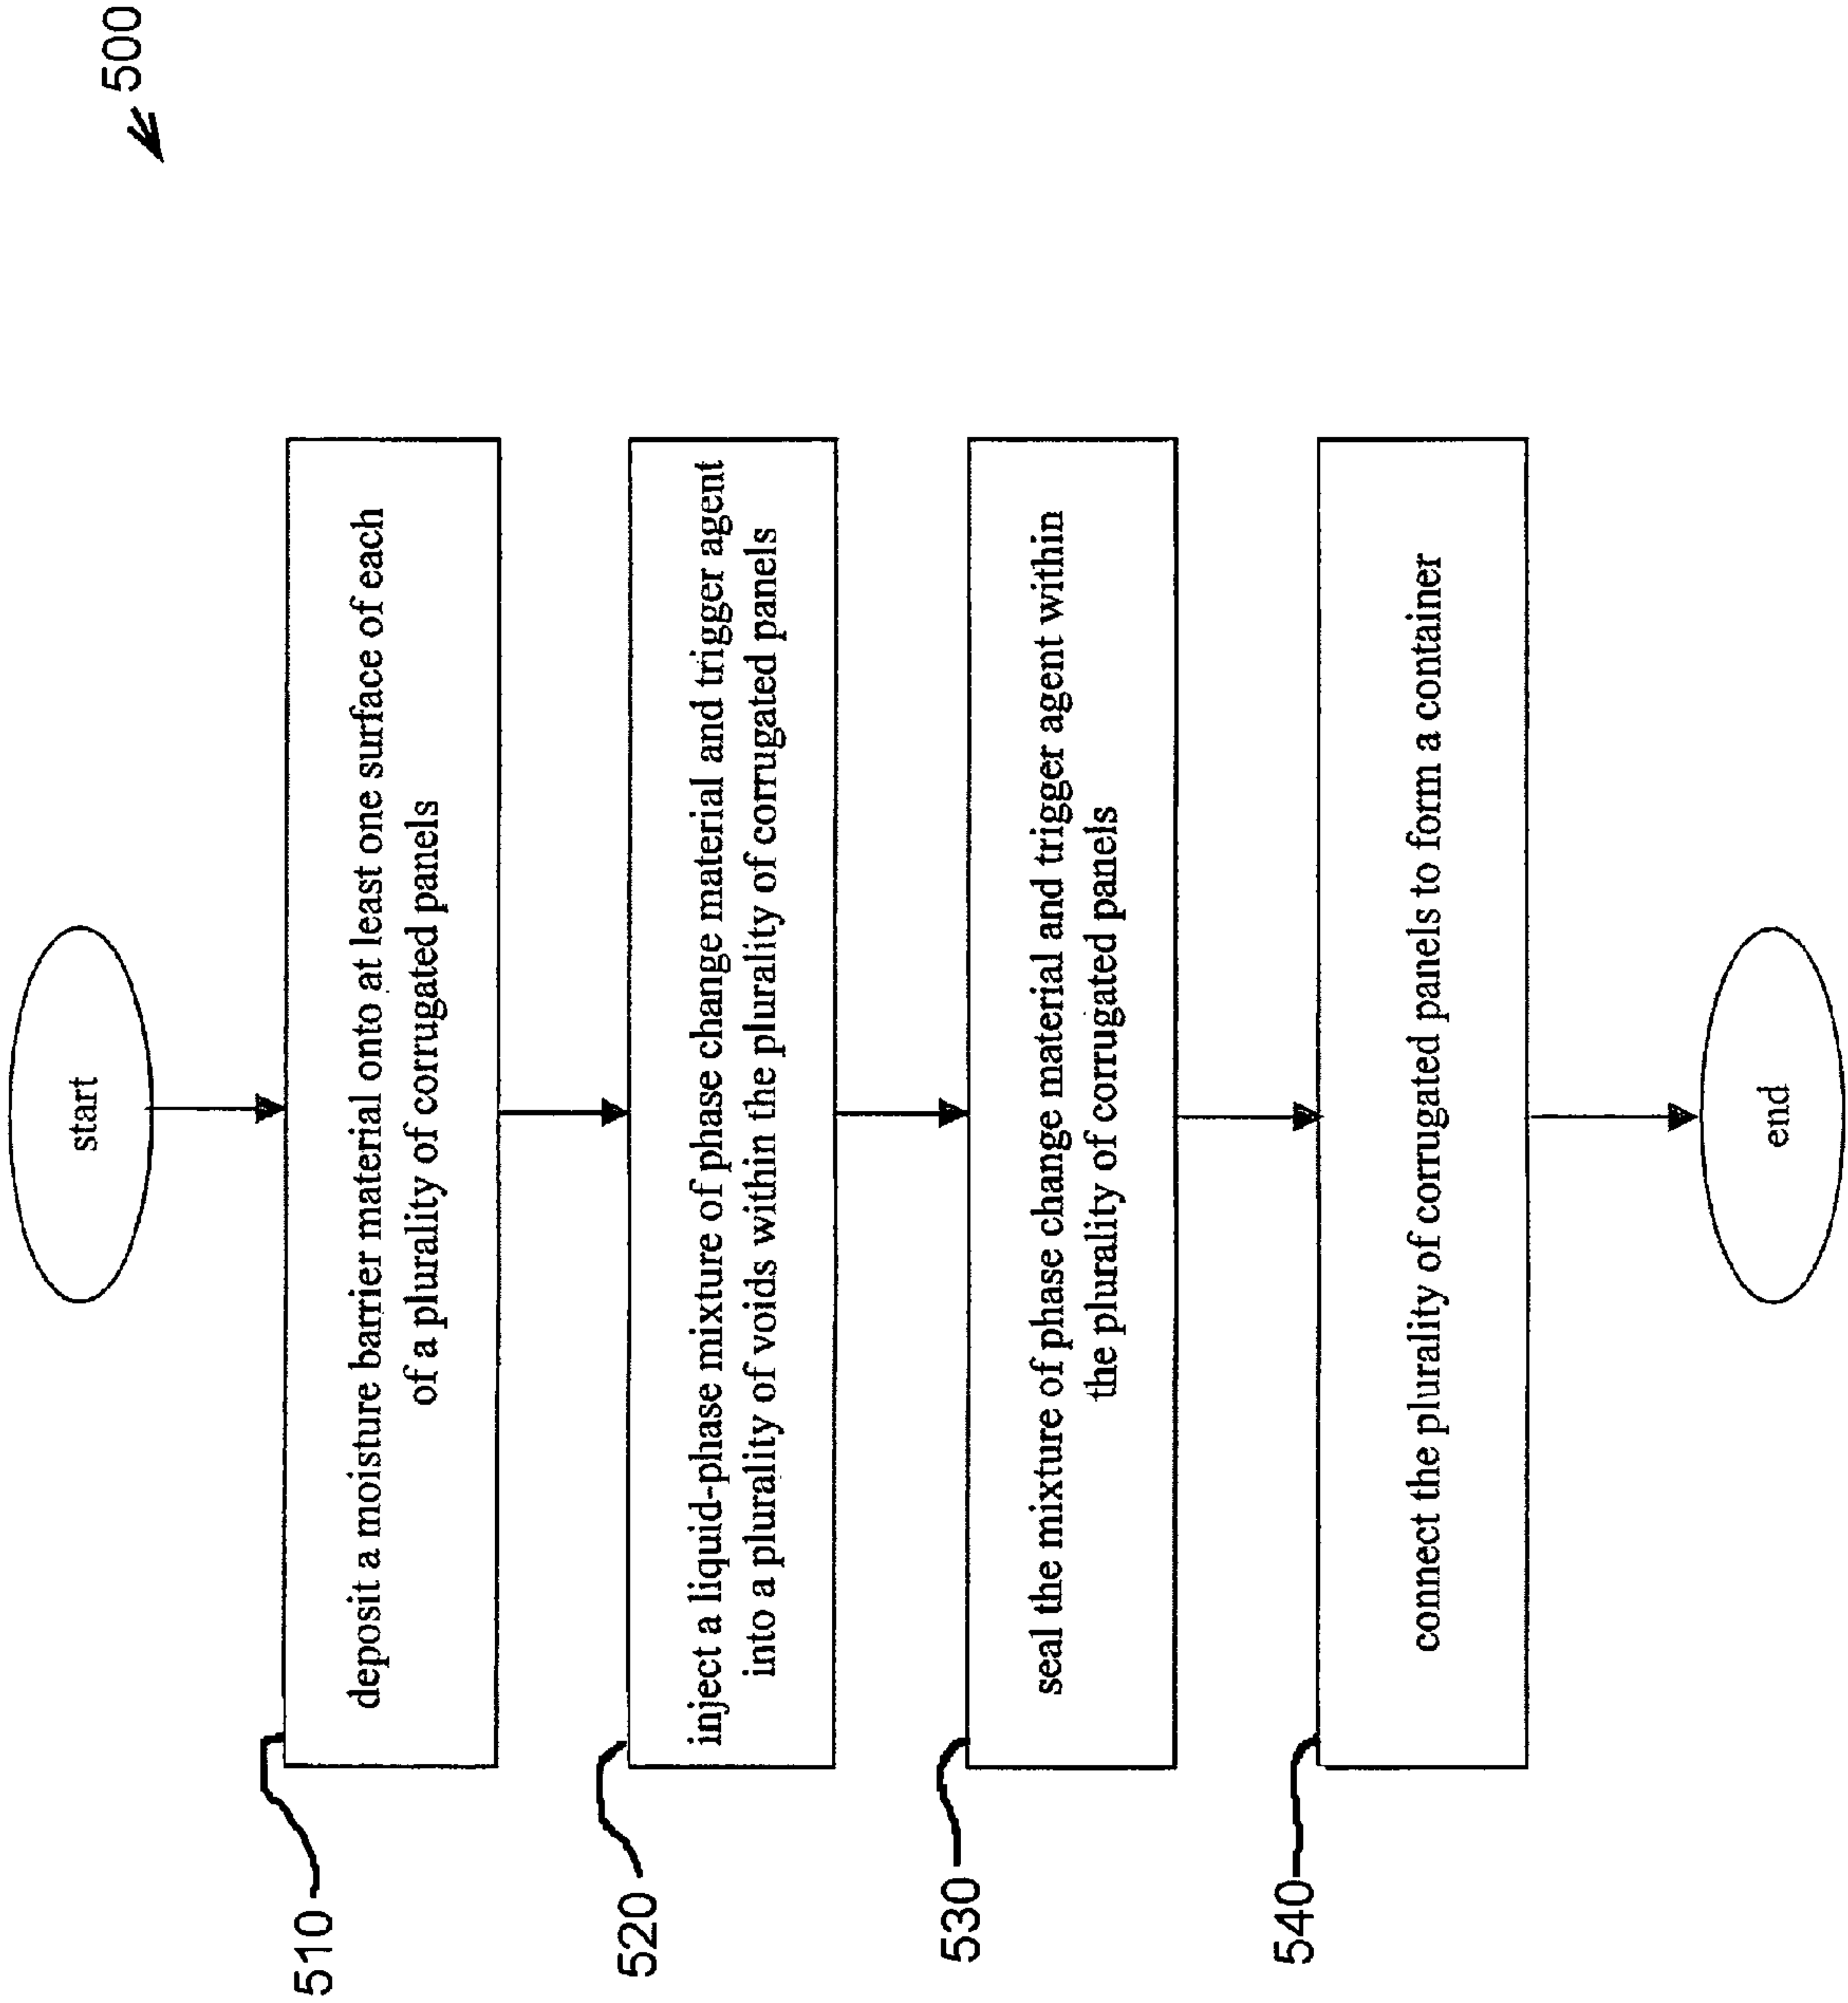 500
start
510
deposit a moisture barrier material onto at least one surface of each
of a plurality of corrugated panels
520
inject a liquid-phase mixture of phase change material and trigger agent
into a plurality of voids within the plurality of corrugated panels
530
seal the mixture of phase change material and trigger agent within
the plurality of corrugated panels
540
connect the plurality of corrugated panels to form a container
end